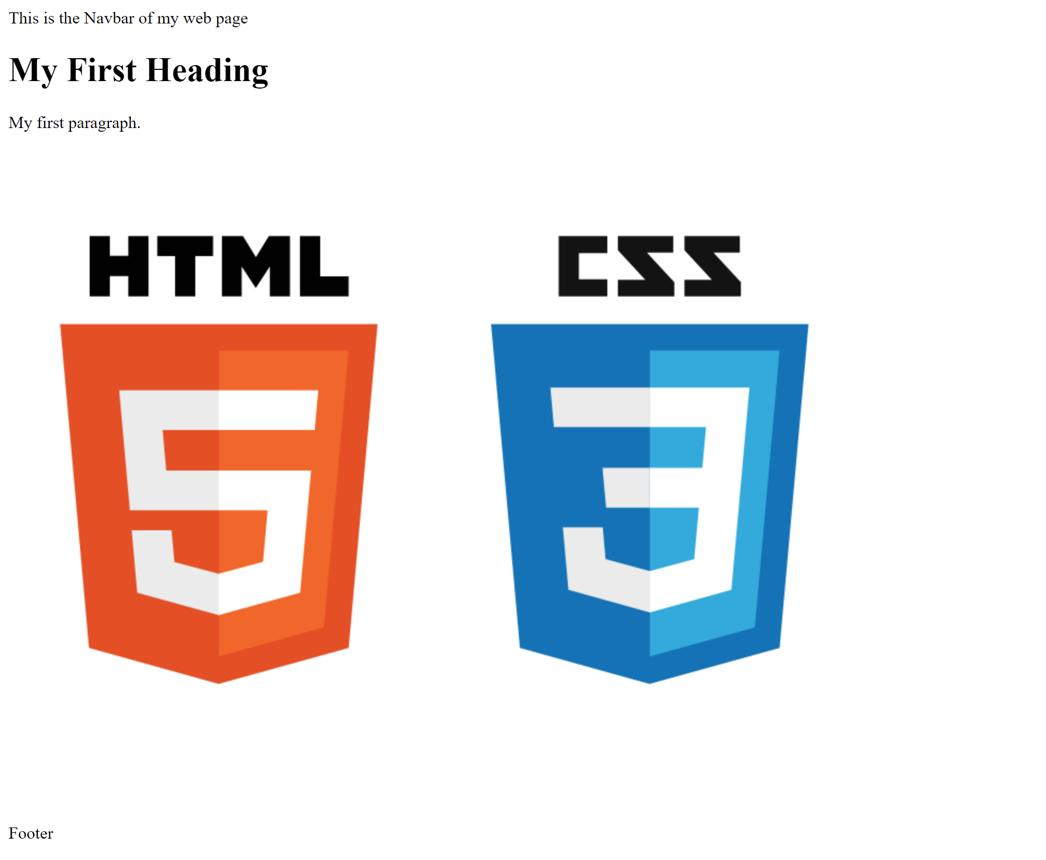 This is the Navbar of my web page
My First Heading
My first paragraph.
HTML CSS
5 3
Footer